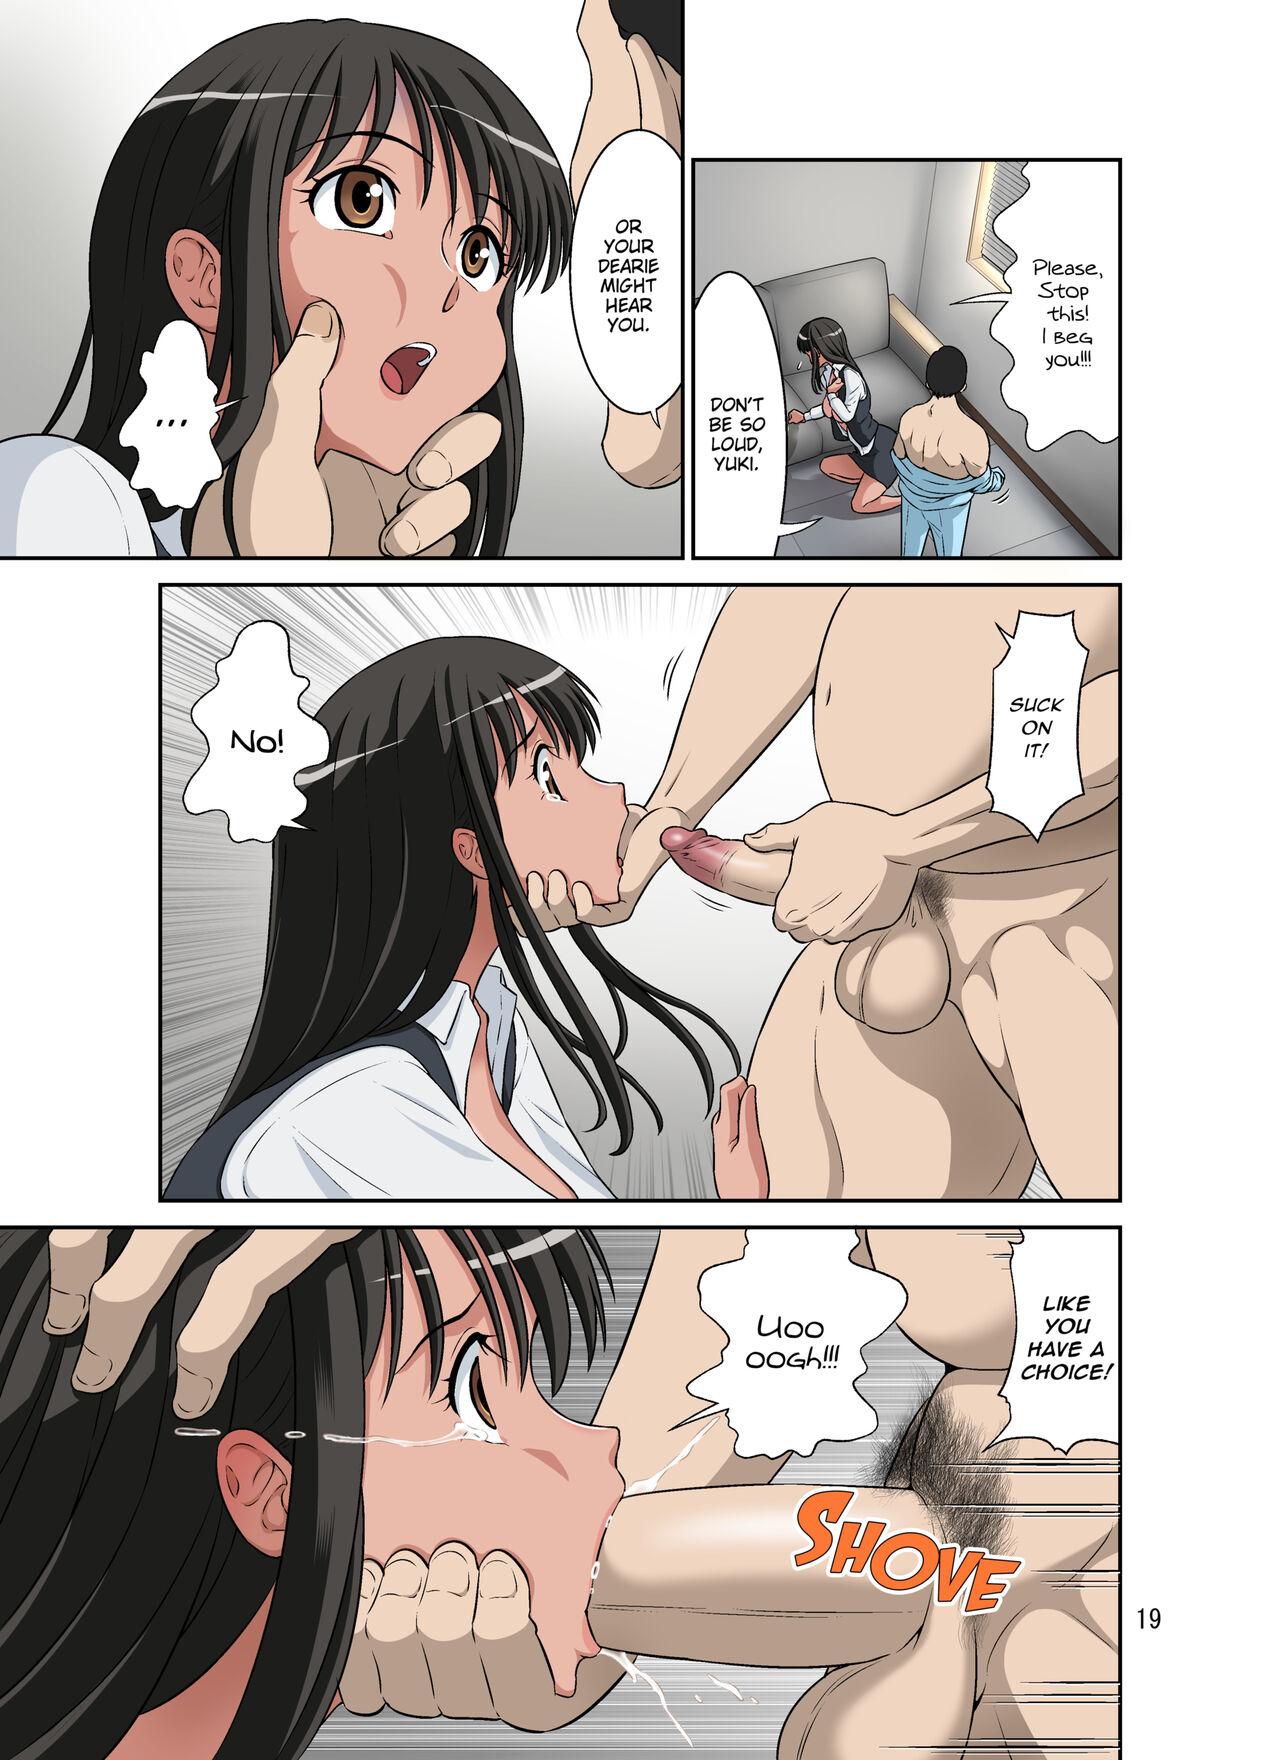 Please,
Stop
this!
I beg
you!!!
DON'T
BE SO
LOUD,
YUKI.
OR
YOUR
DEARIE
MIGHT
HEAR
YOU.
...
SUCK
ON
IT!
No!
LIKE
YOU
HAVE A
CHOICE!
Uoo
oogh!!!
SHOVE
19